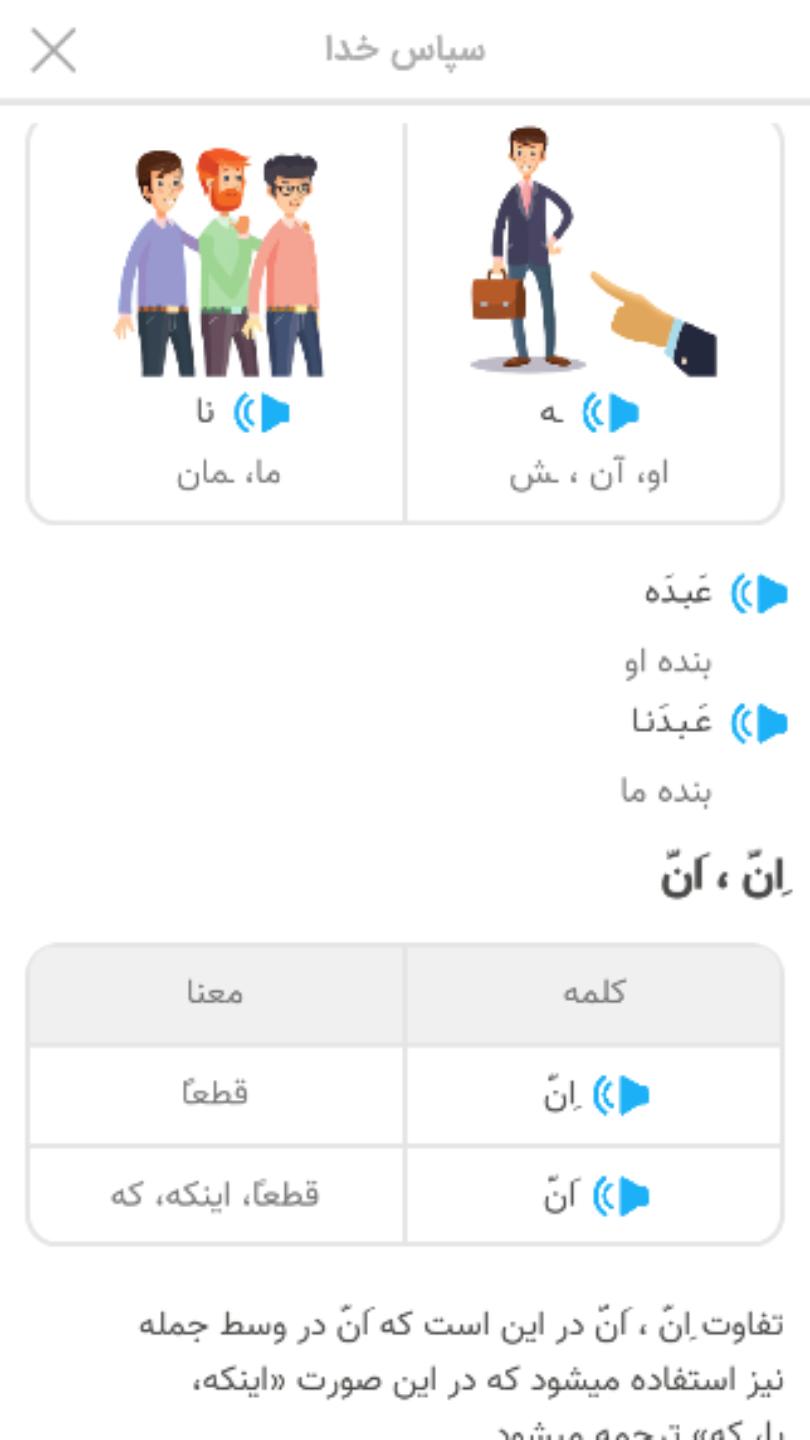 سپاس خدا
ـه
نا
او، آن ، ـش
ما، ـمان
عَبدَه
بنده او
عَبدَنا
بنده ما
اِنّ ، اَنّ
کلمه
معنا
اِنّ
قطعاً
اَنّ
قطعاً، اینکه، که
تفاوت اِنّ ، اَنّ در این است که اَنّ در وسط جمله
نیز استفاده میشود که در این صورت «اینکه،
یا، که» ترجمه میشود